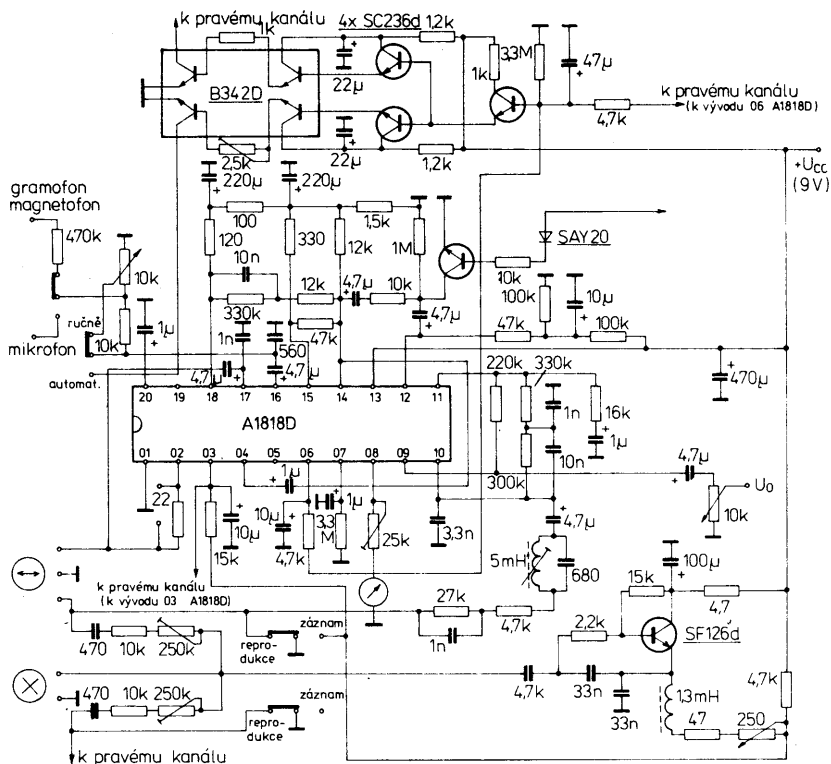 k pravému kanálu
1k
4x SC236d
1,2k
3,3M
47µ
1k
22µ
B342D
k pravému kanálu
(k vývodu 06 A1818D)
4,7k
22µ
1,2k
2,5k
+UCC
(9V)
220µ
220µ
gramofon
magnetofon
470k
100
1,5k
120
330
12k
1M
SAY20
10k
10n
4,7µ
10k
10k
100k
10µ
12k
330k
4,7µ
47k
100k
ručně
1µ
1n
560
47k
mikrofon
10k
220k
330k
4,7µ
4,7µ
470µ
automat.
1n
16k
20 19 18 17 16 15 14 13 12 11
A1818D
1µ
10n
01 02 03 04 05 06 07 08 09 10
300k
4,7µ
1µ
U0
22
10µ
10µ
3,3
M
1µ
25k
3,3n
4,7µ
10k
15k
4,7k
5mH
680
100µ
k pravému kanálu
(k vývodu 03 A1818D)
27k
15k
4,7
4,7k
2,2k
SF126d
1n
470
10k
250k
záznam
repro-
dukce
4,7k
33n
1,3mH
4,7k
470
10k
250k
záznam
33n
47
250
repro-
dukce
k pravému kanálu